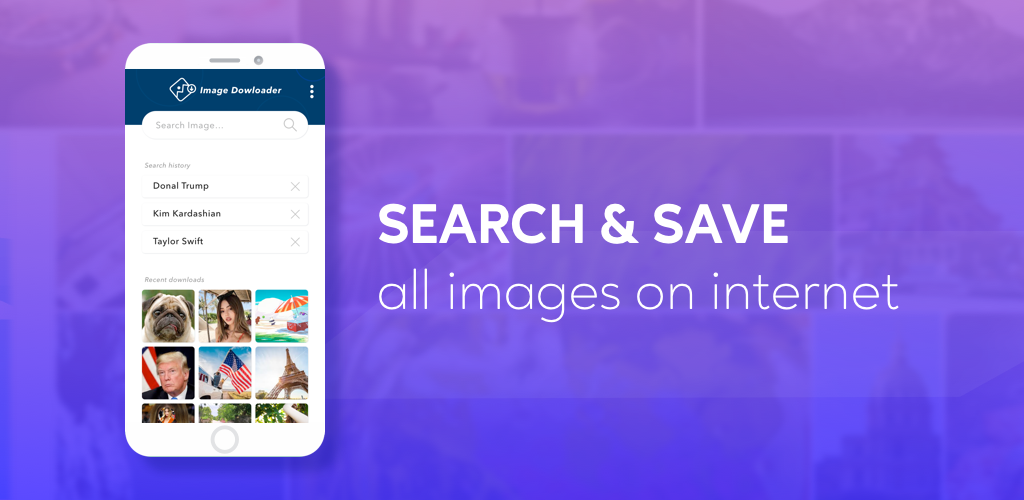 Image Dowloader
Search Image...
Search history
Donal Trump
Kim Kardashian
Taylor Swift
Recent downloads
SEARCH & SAVE
all images on internet